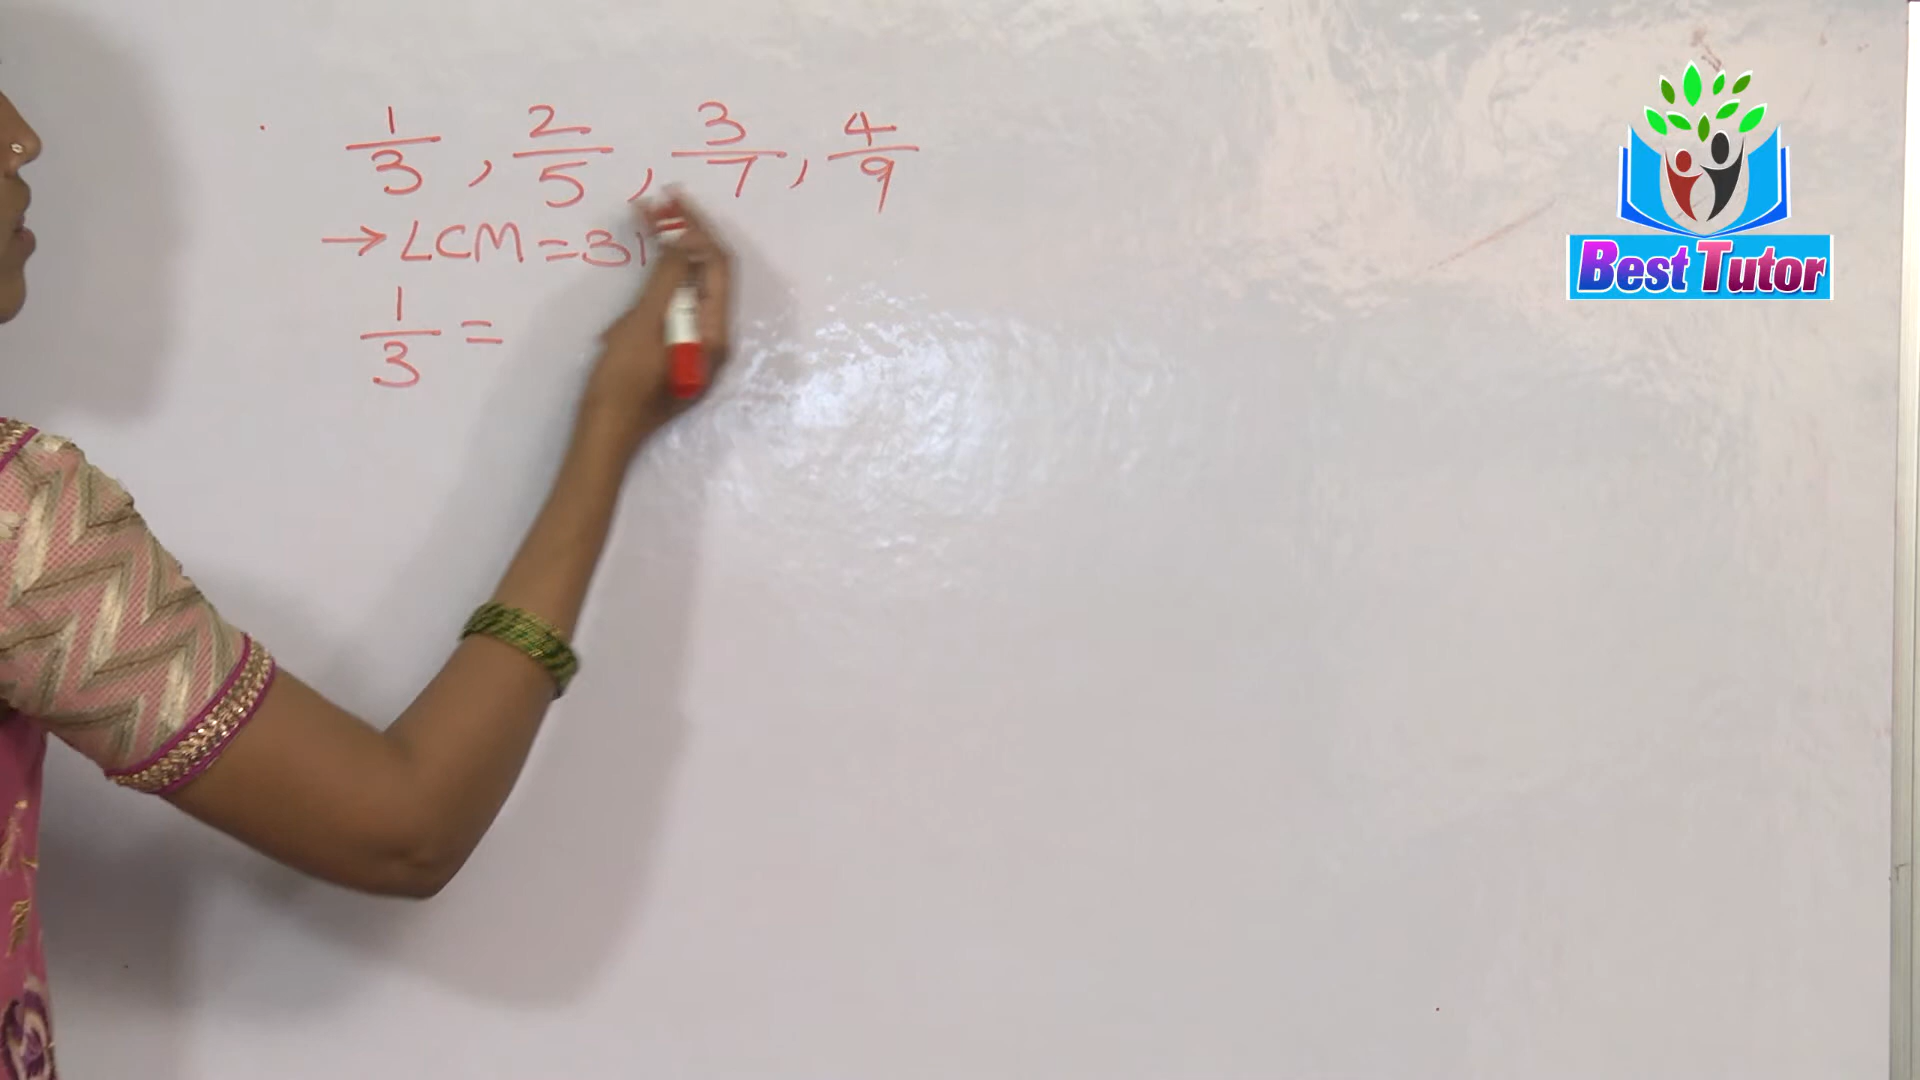 1/3 , 2/5 , 3/7 , 4/9
→ LCM = 31
1/3 =
Best Tutor